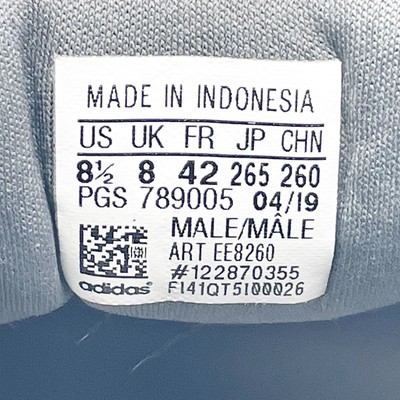 MADE IN INDONESIA
US UK FR JP CHN
8½ 8 42 265 260
PGS 789005 04/19
MALE/MÂLE
ART EE8260
#122870355
adidas® F141QT5I00026